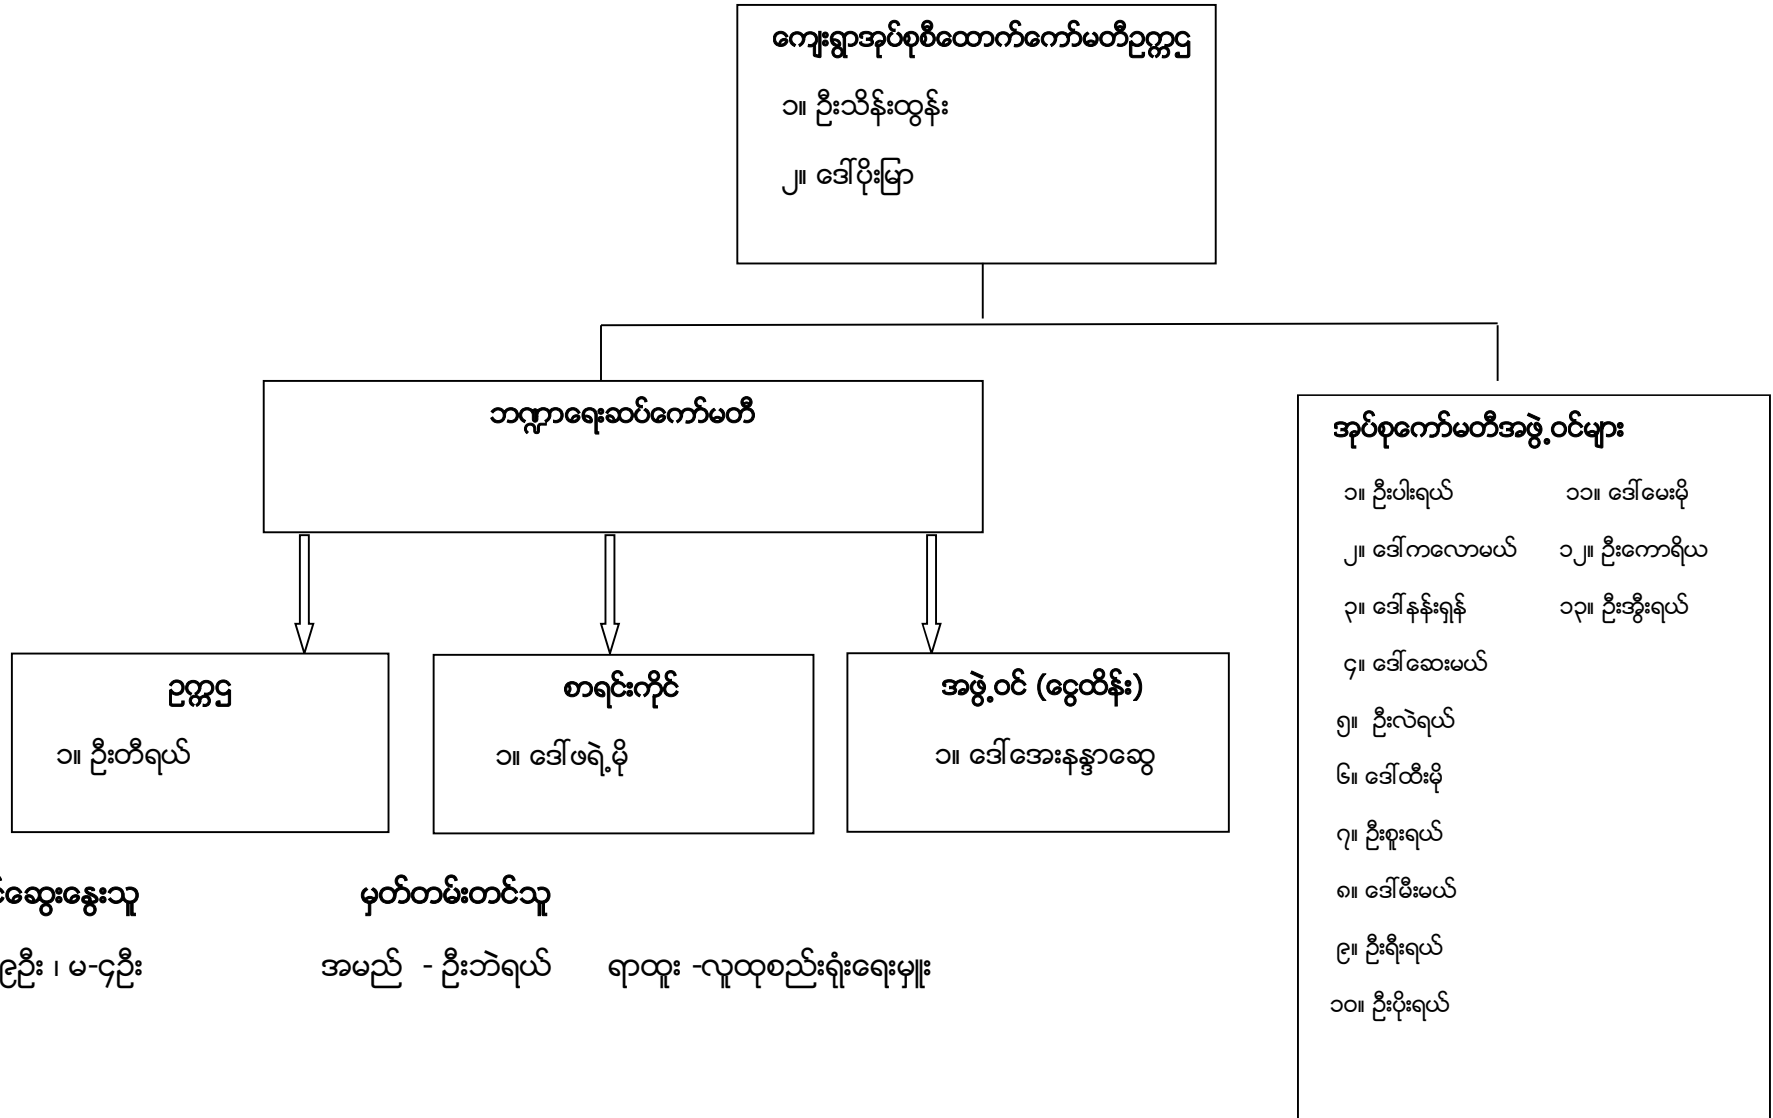 ကျေးရွာအုပ်စုစီထောက်ကော်မတီဥက္ကဌ
၁။ ဦးသိန်းထွန်း
၂။ ဒေါ်ပိုးမြာ
ဘဏ္ဍာရေးဆပ်ကော်မတီ
ဥက္ကဌ
၁။ ဦးတီရယ်
စာရင်းကိုင်
၁။ ဒေါ်ဖရဲ့မို
အဖွဲ့ဝင် (ငွေထိန်း)
၁။ ဒေါ်အေးနန္ဒာဆွေ
အုပ်စုကော်မတီအဖွဲ့ဝင်များ
၁။ ဦးပါးရယ် ၁၁။ ဒေါ်မေးမို
၂။ ဒေါ်ကလောမယ် ၁၂။ ဦးကောရိယ
၃။ ဒေါ်နန်းရှန် ၁၃။ ဦးအွီးရယ်
၄။ ဒေါ်ဆေးမယ်
၅။ ဦးလဲရယ်
၆။ ဒေါ်ထီးမို
၇။ ဦးစူးရယ်
၈။ ဒေါ်မီးမယ်
၉။ ဦးရီးရယ်
၁၀။ ဦးပိုးရယ်
ဆွေးနွေးသူ မှတ်တမ်းတင်သူ
၉ဦး ၊ မ-၄ဦး အမည် - ဦးဘဲရယ် ရာထူး -လူထုစည်းရုံးရေးမှူး